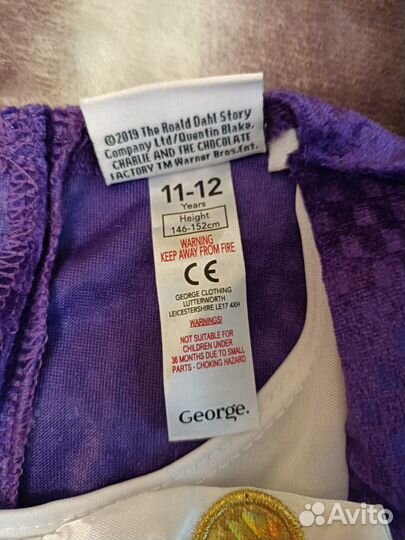 ©2019 The Roald Dahl Story
Company Ltd/Quentin Blake.
CHARLIE AND THE CHOCOLATE
FACTORY TM Warner Bros.Ent.
11-12
Years
Height
146-152cm
WARNING
KEEP AWAY FROM FIRE
CE
GEORGE CLOTHING
LUTTERWORTH
LEICESTERSHIRE LE17 4XH
WARNINGS!
NOT SUITABLE FOR
CHILDREN UNDER
36 MONTHS DUE TO SMALL
PARTS - CHOKING HAZARD
George.
Avito